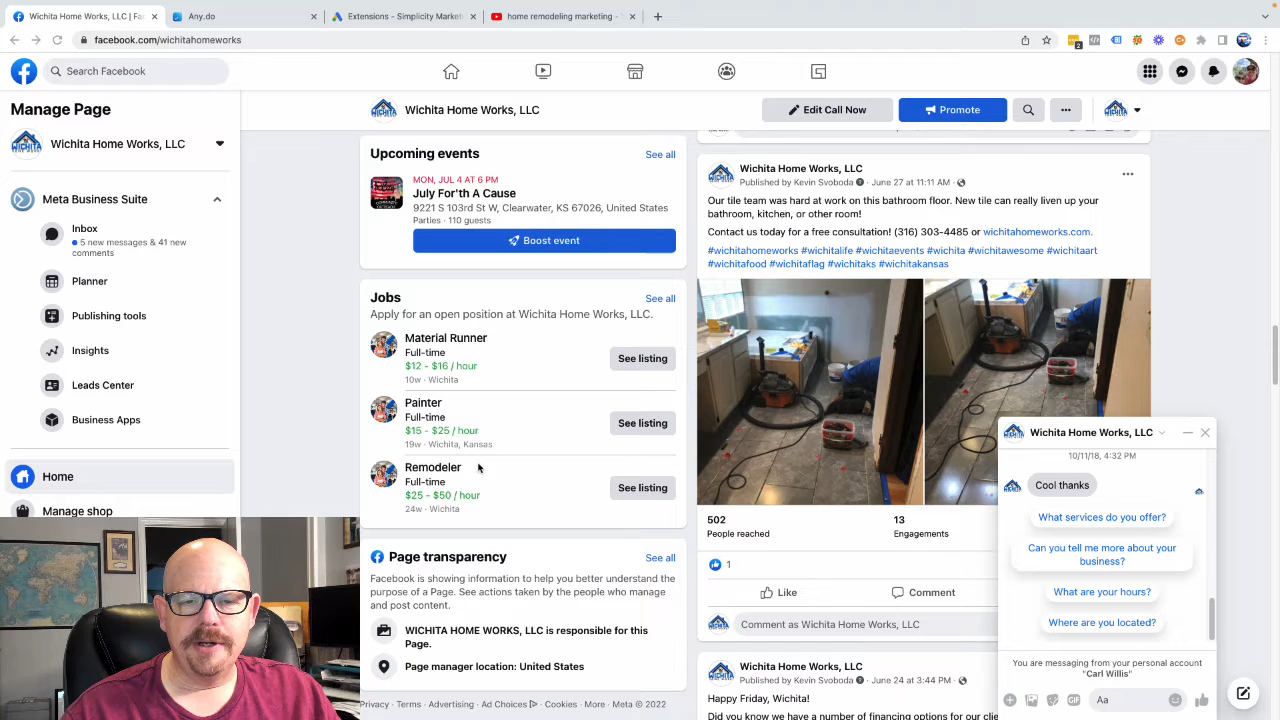 Wichita Home Works, LLC | Fa
Any.do
Extensions - Simplicity Market
home remodeling marketing -
facebook.com/wichitahomeworks
2
Search Facebook
Manage Page
Wichita Home Works, LLC
Edit Call Now
Promote
Wichita Home Works, LLC
Meta Business Suite
Inbox
5 new messages & 41 new
comments
Planner
Publishing tools
Insights
Leads Center
Business Apps
Home
Manage shop
Upcoming events
See all
MON, JUL 4 AT 6 PM
July For'th A Cause
9221 S 103rd St W, Clearwater, KS 67026, United States
Parties · 110 guests
Boost event
Jobs
See all
Apply for an open position at Wichita Home Works, LLC.
Material Runner
Full-time
$12 - $16 / hour
10w · Wichita
See listing
Painter
Full-time
$15 - $25 / hour
19w · Wichita, Kansas
See listing
Remodeler
Full-time
$25 - $50 / hour
24w · Wichita
See listing
Page transparency
See all
Facebook is showing information to help you better understand the
purpose of a Page. See actions taken by the people who manage
and post content.
WICHITA HOME WORKS, LLC is responsible for this
Page.
Page manager location: United States
Privacy · Terms · Advertising · Ad Choices · Cookies · More · Meta © 2022
Wichita Home Works, LLC
Published by Kevin Svoboda · June 27 at 11:11 AM ·
Our tile team was hard at work on this bathroom floor. New tile can really liven up your
bathroom, kitchen, or other room!
Contact us today for a free consultation! (316) 303-4485 or wichitahomeworks.com.
#wichitahomeworks #wichitalife #wichitaevents #wichita #wichitawesome #wichitaart
#wichitafood #wichitaflag #wichitaks #wichitakansas
502
People reached
13
Engagements
1
Like
Comment
Comment as Wichita Home Works, LLC
Wichita Home Works, LLC
Published by Kevin Svoboda · June 24 at 3:44 PM ·
Happy Friday, Wichita!
Did you know we have a number of financing options for our clie
Wichita Home Works, LLC
10/11/18, 4:32 PM
Cool thanks
What services do you offer?
Can you tell me more about your
business?
What are your hours?
Where are you located?
You are messaging from your personal account
"Carl Willis"
GIF
Aa